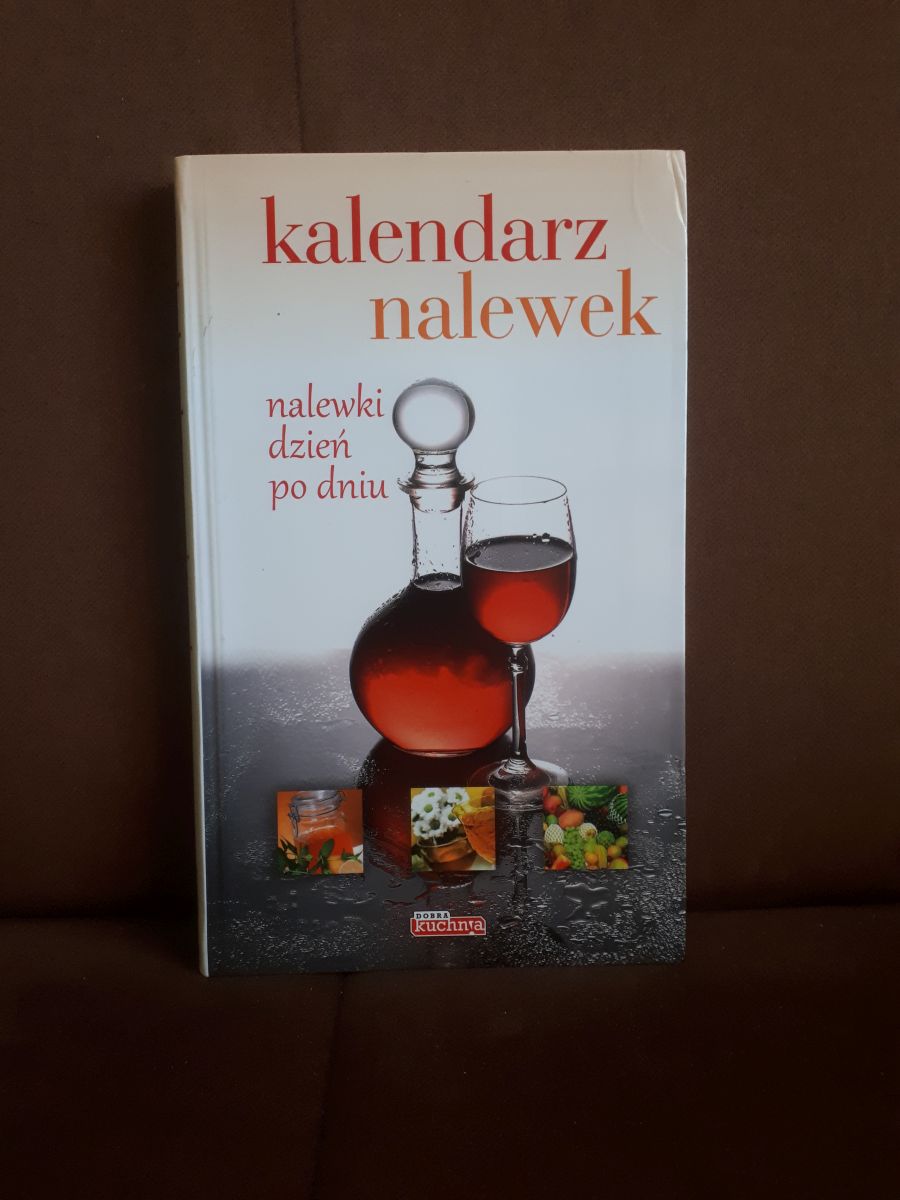 kalendarz
nalewek
nalewki
dzień
po dniu
DOBRA
kuchnia